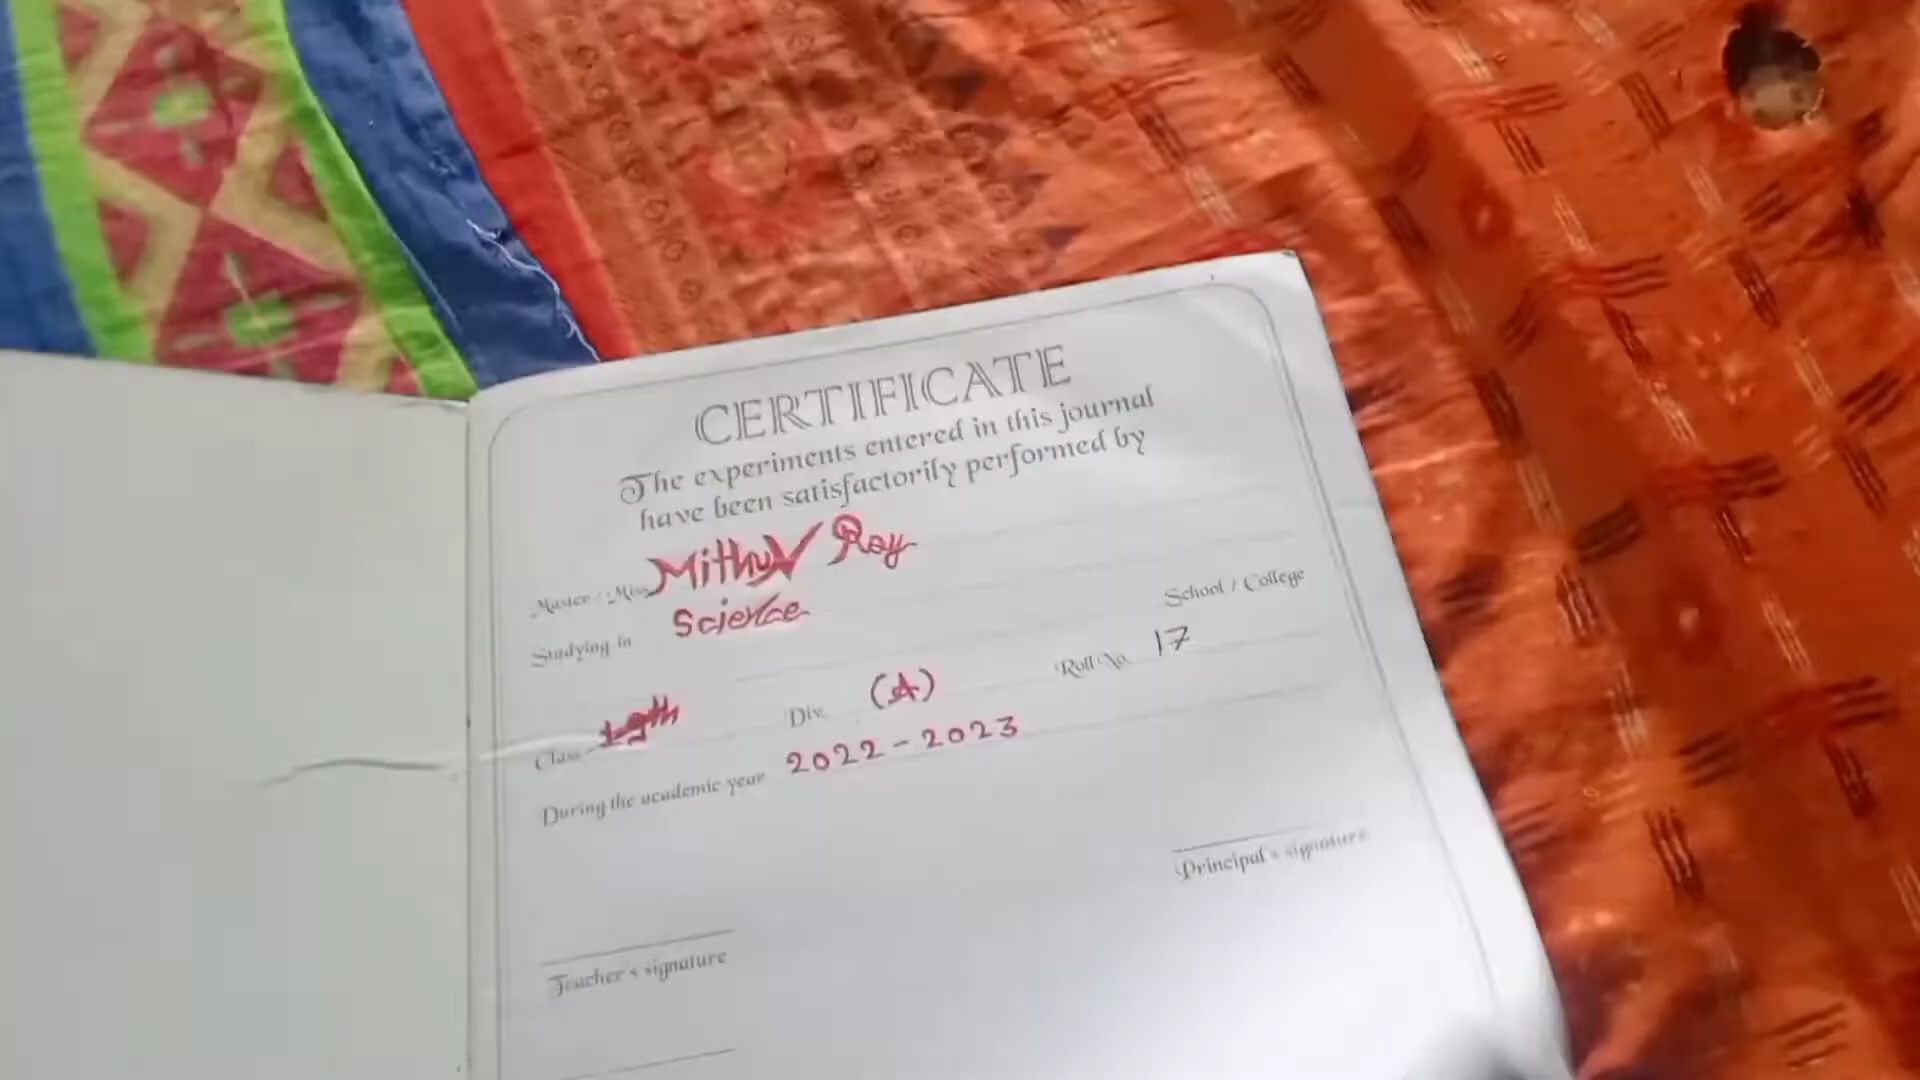 CERTIFICATE
The experiments entered in this journal
have been satisfactorily performed by
Master / Miss Mithun Roy
Studying in Science School / College
Class Div. (A) Roll No. 17
During the academic year 2022-2023
Principal's signature
Teacher's signature